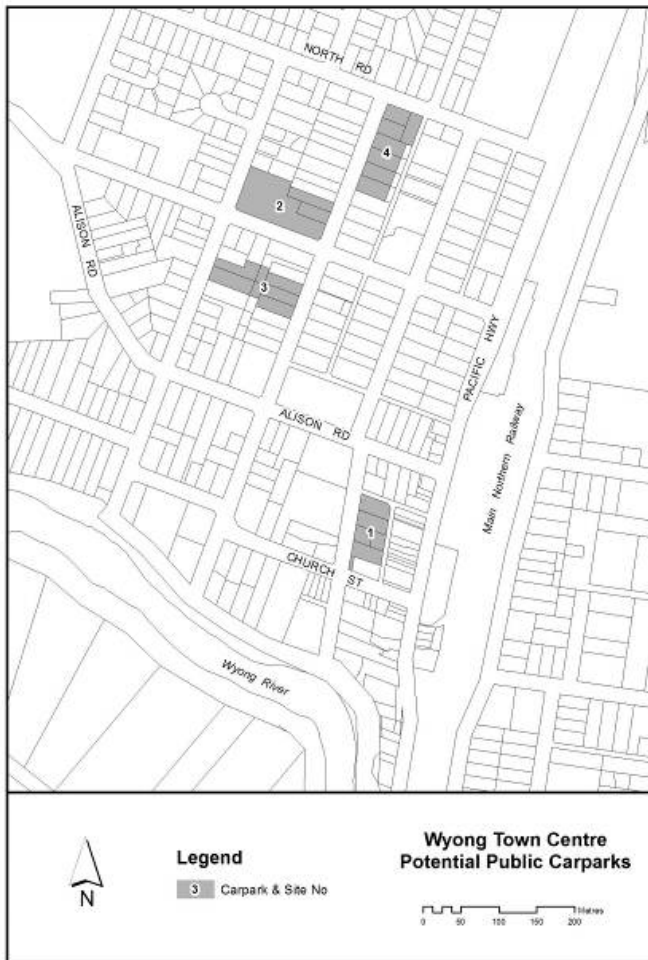 NORTH RD
4
2
ALISON RD
3
PACIFIC HWY
ALISON RD
Main Northern Railway
1
CHURCH ST
Wyong River
N
Legend
3 Carpark & Site No
Wyong Town Centre
Potential Public Carparks
Metres
0 50 100 150 200